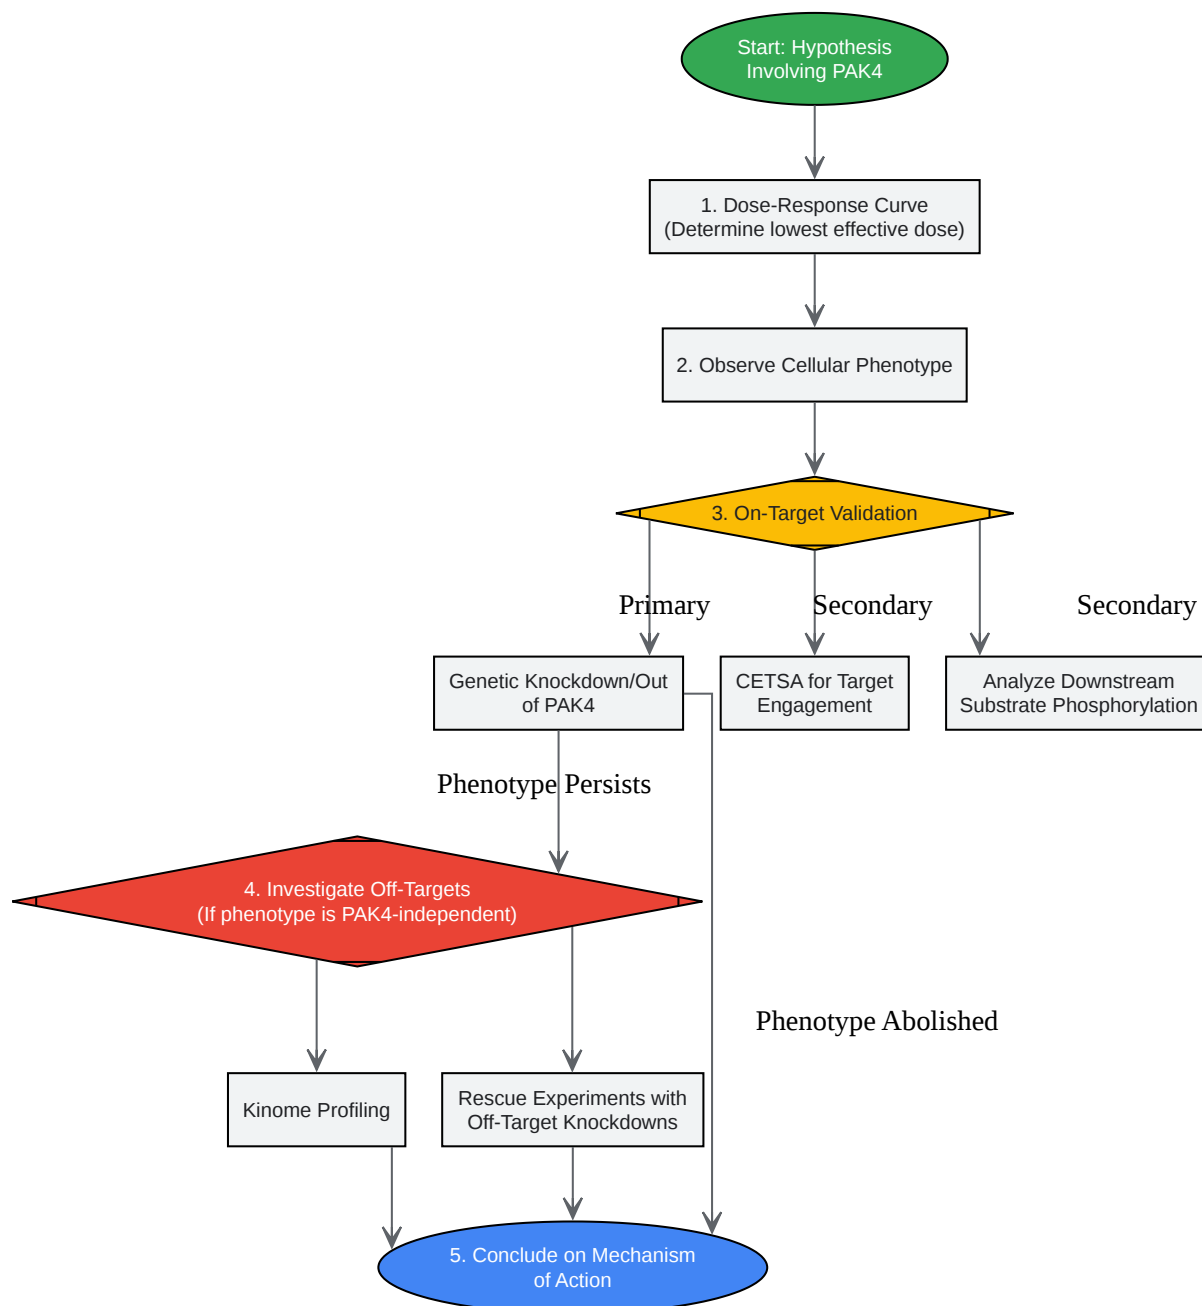 Start: Hypothesis
Involving PAK4
1. Dose-Response Curve
(Determine lowest effective dose)
2. Observe Cellular Phenotype
3. On-Target Validation
Primary
Secondary
Secondary
Genetic Knockdown/Out
of PAK4
CETSA for Target
Engagement
Analyze Downstream
Substrate Phosphorylation
Phenotype Persists
4. Investigate Off-Targets
(If phenotype is PAK4-independent)
Phenotype Abolished
Kinome Profiling
Rescue Experiments with
Off-Target Knockdowns
5. Conclude on Mechanism
of Action